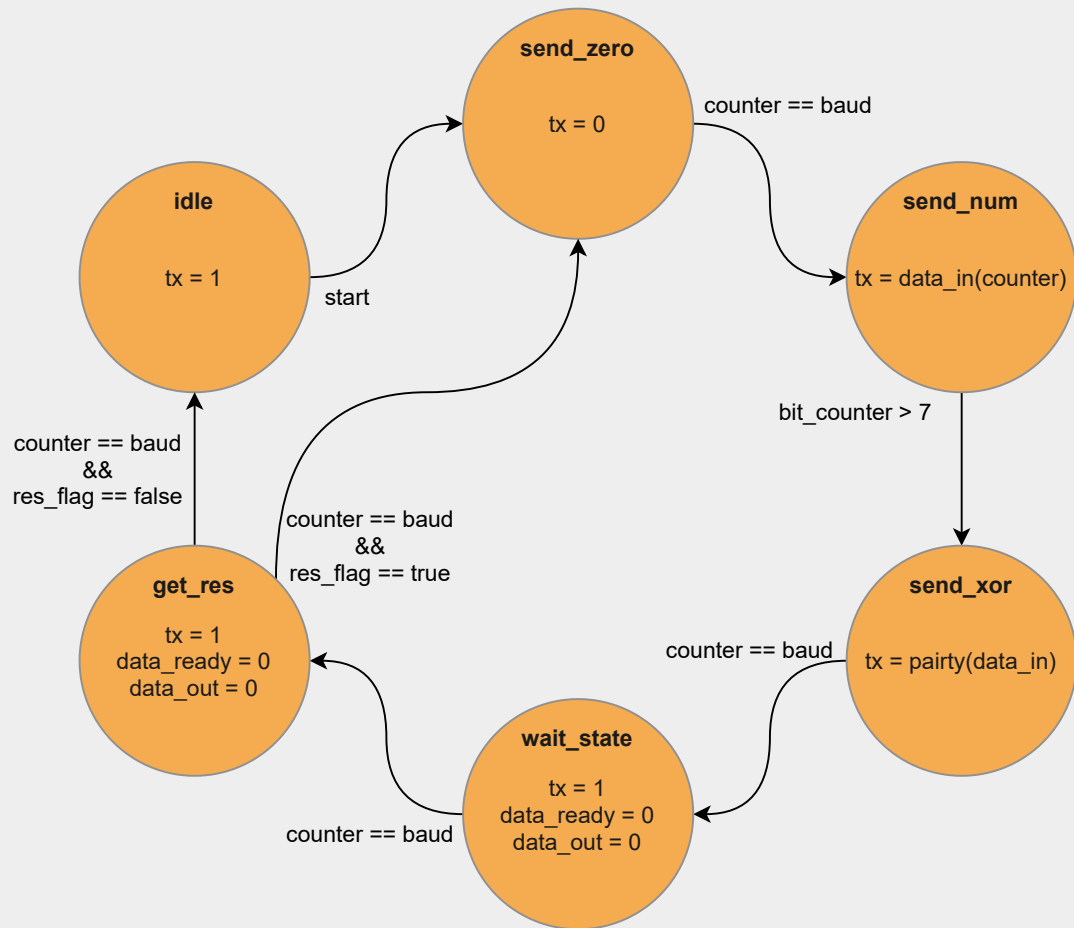 send_zero
tx = 0
counter == baud
idle
tx = 1
start
send_num
tx = data_in(counter)
bit_counter > 7
counter == baud
&&
res_flag == false
counter == baud
&&
res_flag == true
get_res
tx = 1
data_ready = 0
data_out = 0
send_xor
tx = pairty(data_in)
counter == baud
wait_state
tx = 1
data_ready = 0
data_out = 0
counter == baud